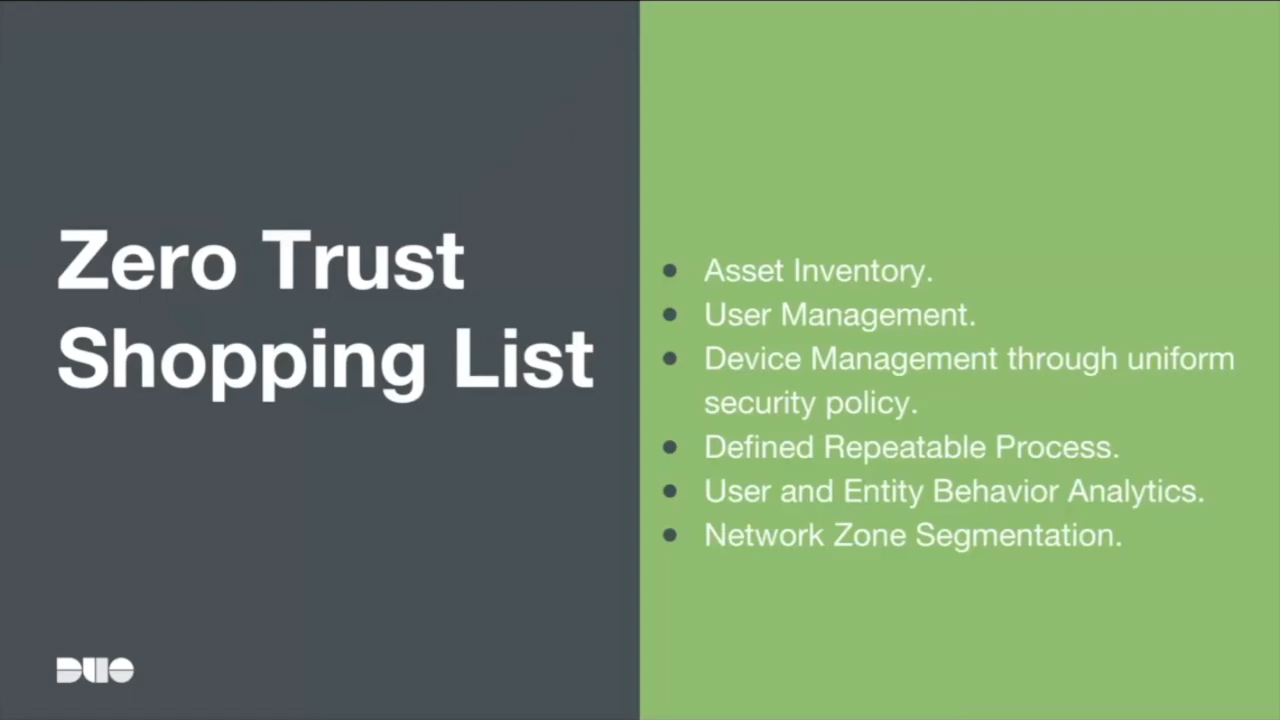 Zero Trust
Shopping List
Asset Inventory.
User Management.
Device Management through uniform
security policy.
Defined Repeatable Process.
User and Entity Behavior Analytics.
Network Zone Segmentation.
DUO